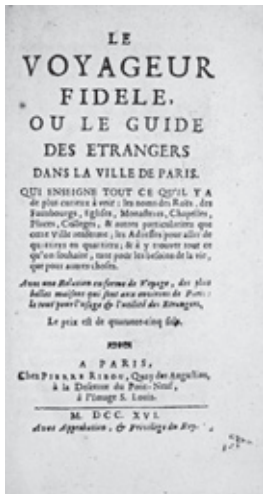 LE
VOYAGEUR
FIDELE,
OU LE GUIDE
DES ETRANGERS
DANS LA VILLE DE PARIS.
QUI ENSEIGNE TOUT CE QU'IL Y A
de plus curieux à voir : les noms des Ruës, des
Fauxbourgs, Eglises, Monasteres, Chapelles,
Places, Colleges, & autres particularitez que
cette Ville renferme ; les Adresses pour aller de
quartiers en quartiers ; & à y trouver tout ce
qu'on souhaite, tant pour les besoins de la vie,
que pour autres choses.
Avec une Relation en forme de Voyage, des plus
belles maisons qui sont aux environs de Paris :
le tout pour l'usage & l'utilité des Etrangers,
Le prix est de quarante-cinq sols.
A PARIS,
Chez PIERRE RIBOU, Quay des Augustins,
à la Descente du Pont-Neuf,
à l'Image S. Louis.
M. DCC. XVI.
Avec Approbation, & Privilege du Roy.